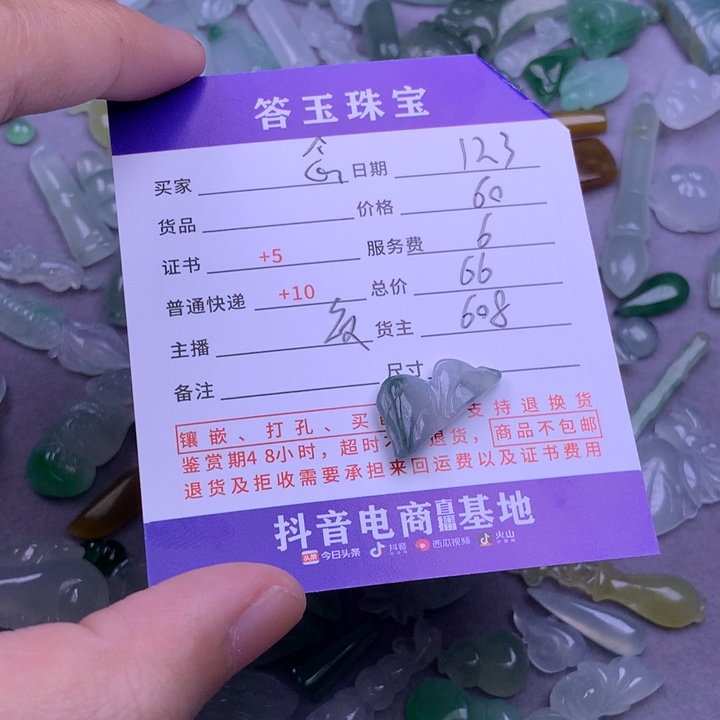 答玉珠宝
买家 日期 123
货品 价格 60
证书 +5 服务费 6
普通快递 +10 总价 66
主播 货主 608
备注 尺寸
镶嵌、打孔、买 支持退换货
鉴赏期48小时，超时不 退货，商品不包邮
退货及拒收需要承担来回运费以及证书费用
抖音电商直播基地
头条 今日头条 抖音 西瓜视频 火山